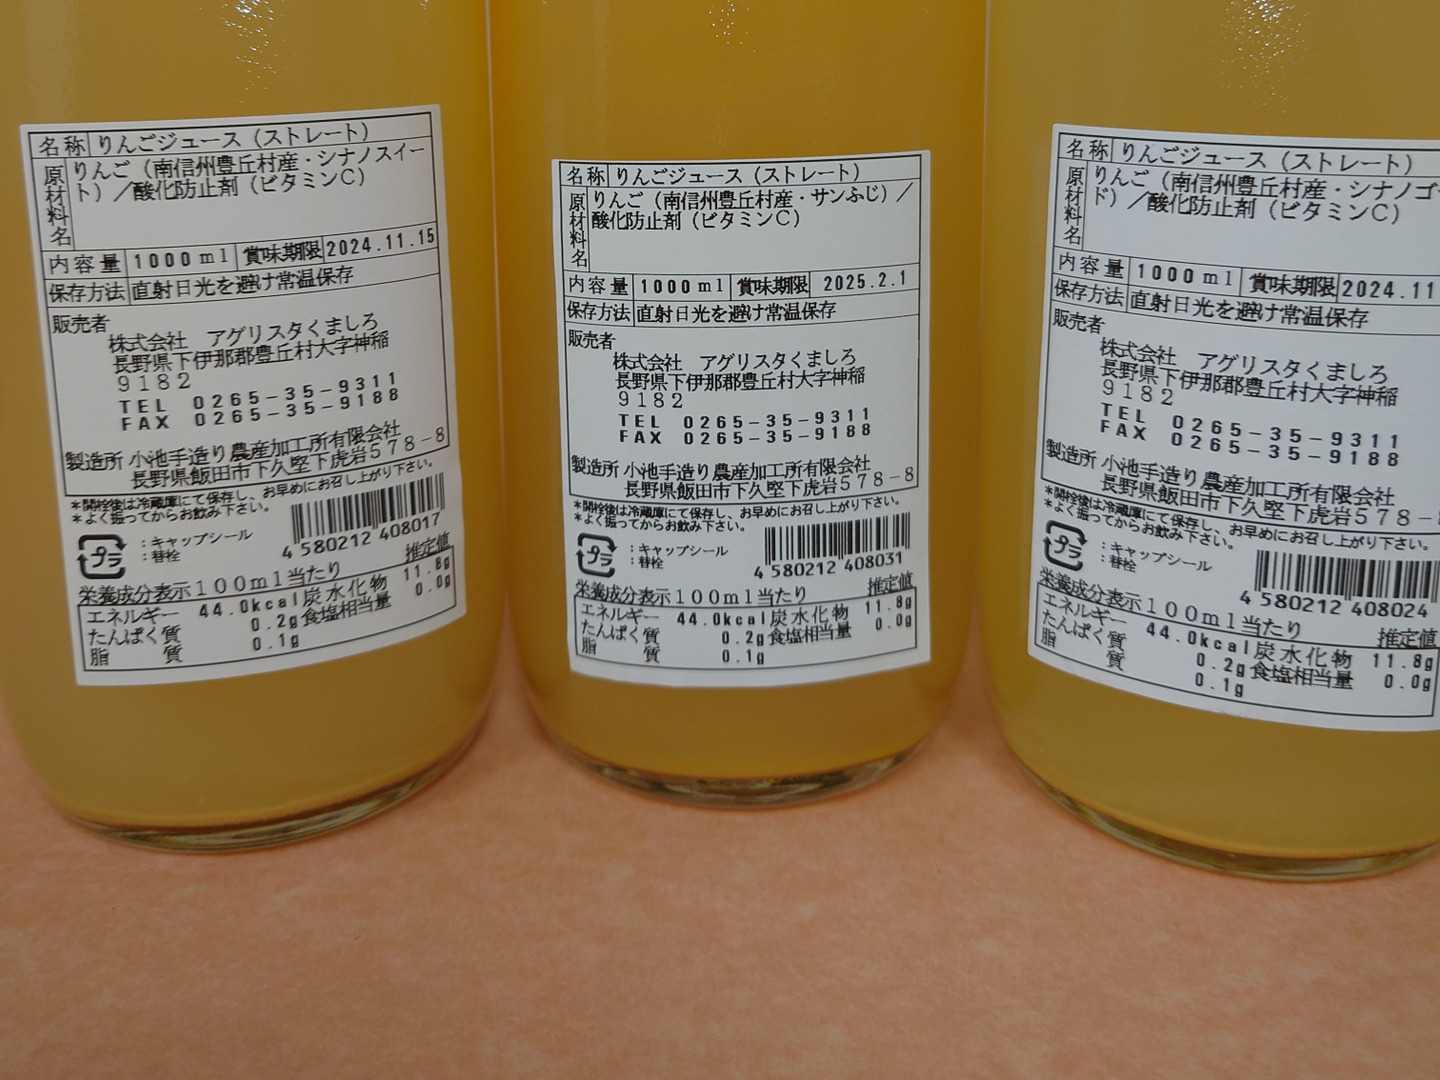 名称 りんごジュース（ストレート）
原材料名 りんご（南信州豊丘村産・シナノスイー
ト）／酸化防止剤（ビタミンＣ）
内容量 1000ml 賞味期限 2024.11.15
保存方法 直射日光を避け常温保存
販売者
株式会社 アグリスタくましろ
長野県下伊那郡豊丘村大字神稲
９１８２
TEL 0265-35-9311
FAX 0265-35-9188
製造所 小池手造り農産加工所有限会社
長野県飯田市下久堅下虎岩５７８－８
*開栓後は冷蔵庫にて保存し、お早めにお召し上がり下さい。
*よく振ってからお飲み下さい。
プラ ：キャップシール
：替栓
4 580212 408017
栄養成分表示１００ｍｌ当たり 推定値
エネルギー 44.0kcal 炭水化物 11.8g
たんぱく質 0.2g 食塩相当量 0.0g
脂質 0.1g
名称 りんごジュース（ストレート）
原材料名 りんご（南信州豊丘村産・サンふじ）／
酸化防止剤（ビタミンＣ）
内容量 1000ml 賞味期限 2025.2.1
保存方法 直射日光を避け常温保存
販売者
株式会社 アグリスタくましろ
長野県下伊那郡豊丘村大字神稲
９１８２
TEL 0265-35-9311
FAX 0265-35-9188
製造所 小池手造り農産加工所有限会社
長野県飯田市下久堅下虎岩５７８－８
*開栓後は冷蔵庫にて保存し、お早めにお召し上がり下さい。
*よく振ってからお飲み下さい。
プラ ：キャップシール
：替栓
4 580212 408031
栄養成分表示１００ｍｌ当たり 推定値
エネルギー 44.0kcal 炭水化物 11.8g
たんぱく質 0.2g 食塩相当量 0.0g
脂質 0.1g
名称 りんごジュース（ストレート）
原材料名 りんご（南信州豊丘村産・シナノゴー
ド）／酸化防止剤（ビタミンＣ）
内容量 1000ml 賞味期限 2024.11
保存方法 直射日光を避け常温保存
販売者
株式会社 アグリスタくましろ
長野県下伊那郡豊丘村大字神稲
９１８２
TEL 0265-35-9311
FAX 0265-35-9188
製造所 小池手造り農産加工所有限会社
長野県飯田市下久堅下虎岩５７８－
*開栓後は冷蔵庫にて保存し、お早めにお召し上がり下さい。
*よく振ってからお飲み下さい。
プラ ：キャップシール
：替栓
4 580212 408024
栄養成分表示１００ｍｌ当たり 推定値
エネルギー 44.0kcal 炭水化物 11.8g
たんぱく質 0.2g 食塩相当量 0.0g
脂質 0.1g